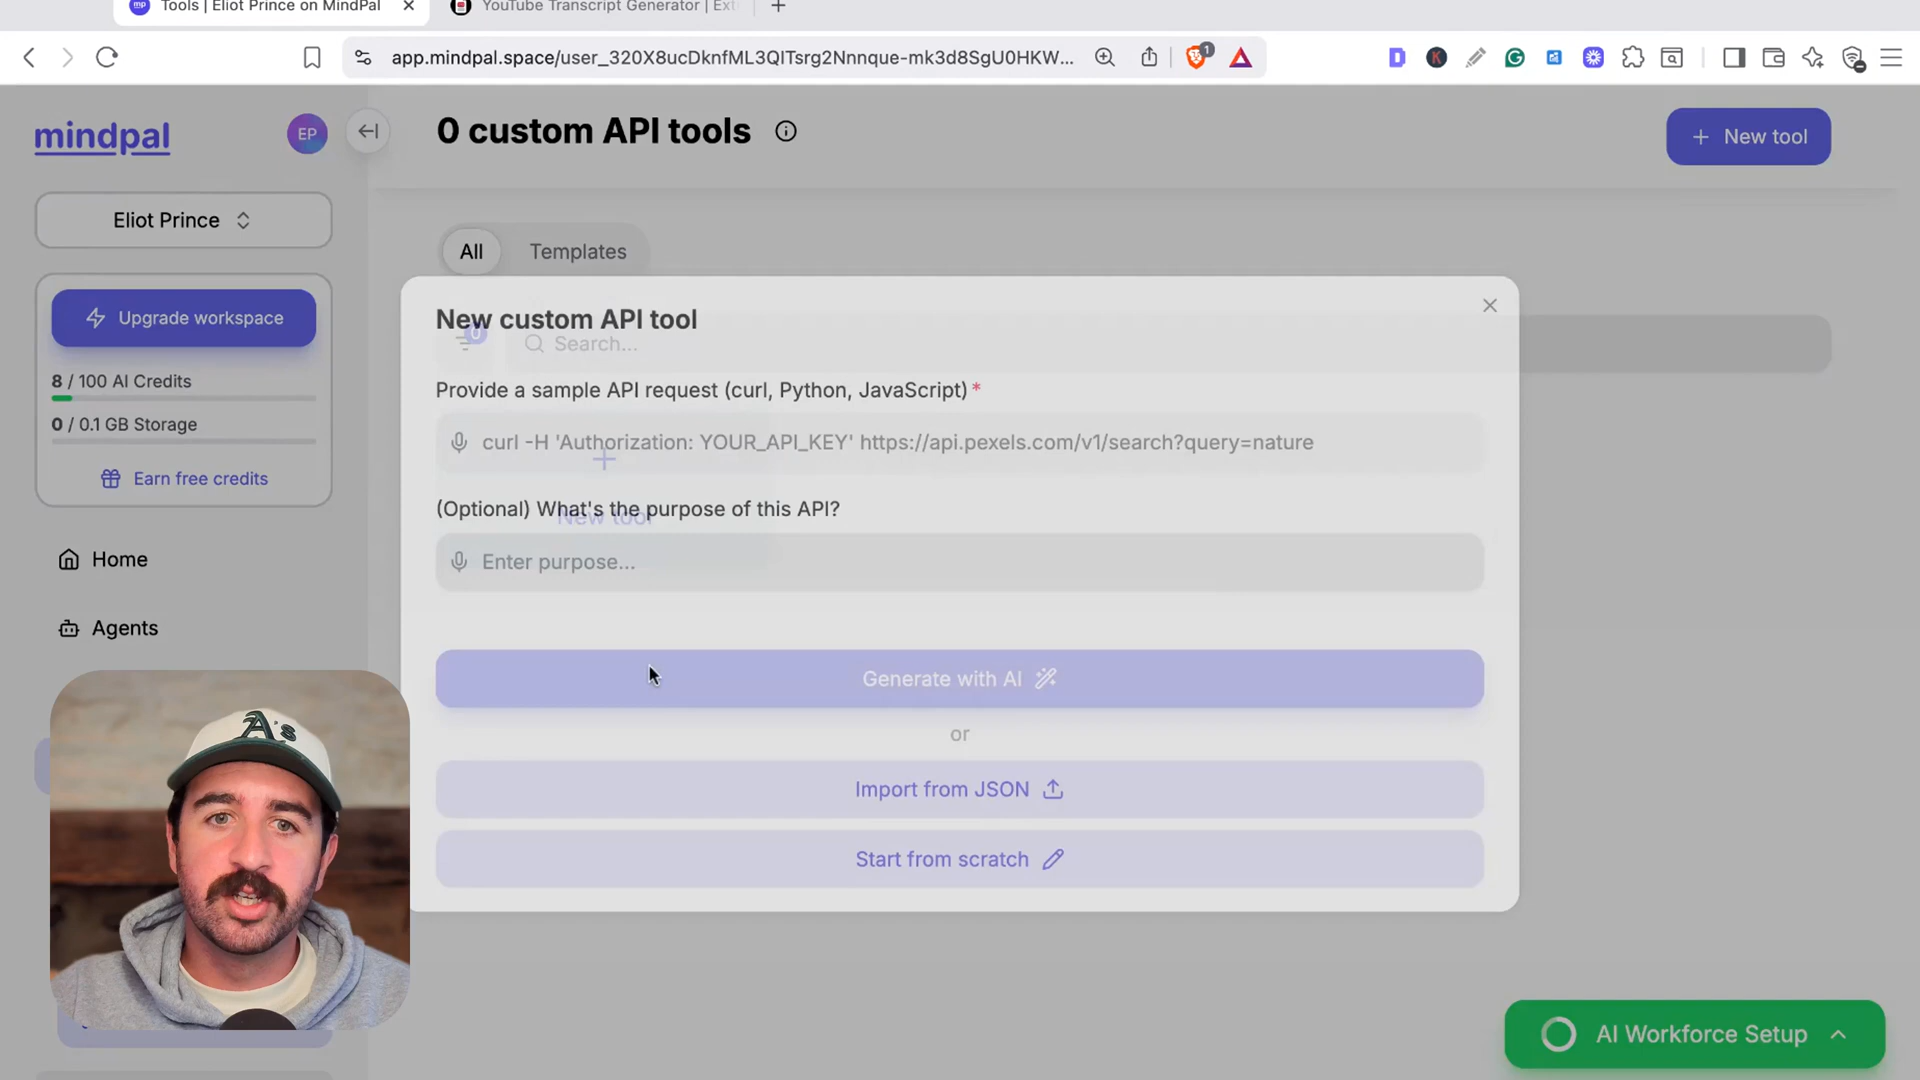 Tools | Eliot Prince on MindPal
YouTube Transcript Generator | Ext
app.mindpal.space/user_320X8ucDknfML3QITsrg2Nnnque-mk3d8SgU0HKW...
1
mindpal
EP
0 custom API tools
New tool
Eliot Prince
All
Templates
Upgrade workspace
8 / 100 AI Credits
0 / 0.1 GB Storage
Earn free credits
New custom API tool
0
Search...
Provide a sample API request (curl, Python, JavaScript)*
curl -H 'Authorization: YOUR_API_KEY' https://api.pexels.com/v1/search?query=nature
(Optional) What's the purpose of this API?
New tool
Enter purpose...
Home
Agents
Generate with AI
or
Import from JSON
Start from scratch
A's
AI Workforce Setup